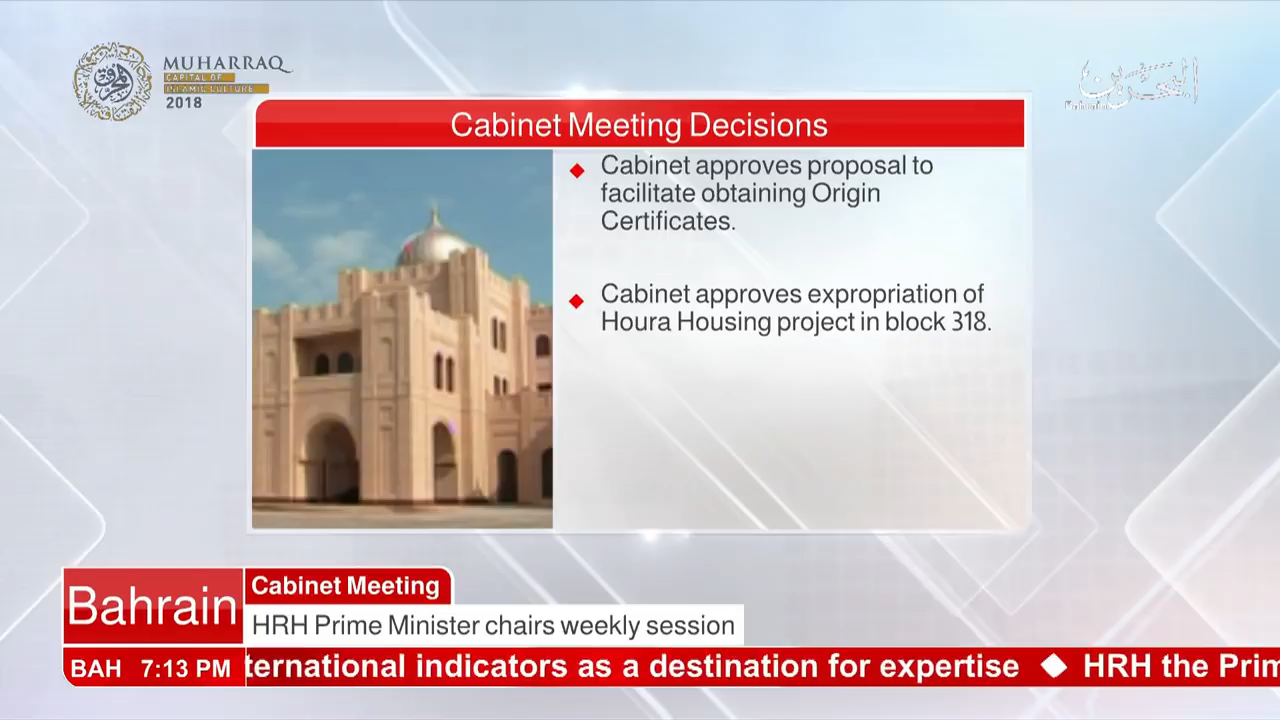 MUHARRAQ
CAPITAL OF
ISLAMIC CULTURE
2018
البحرين
Bahrain
Cabinet Meeting Decisions
Cabinet approves proposal to
facilitate obtaining Origin
Certificates.
Cabinet approves expropriation of
Houra Housing project in block 318.
Bahrain
Cabinet Meeting
HRH Prime Minister chairs weekly session
BAH 7:13 PM
ternational indicators as a destination for expertise ◆ HRH the Prim